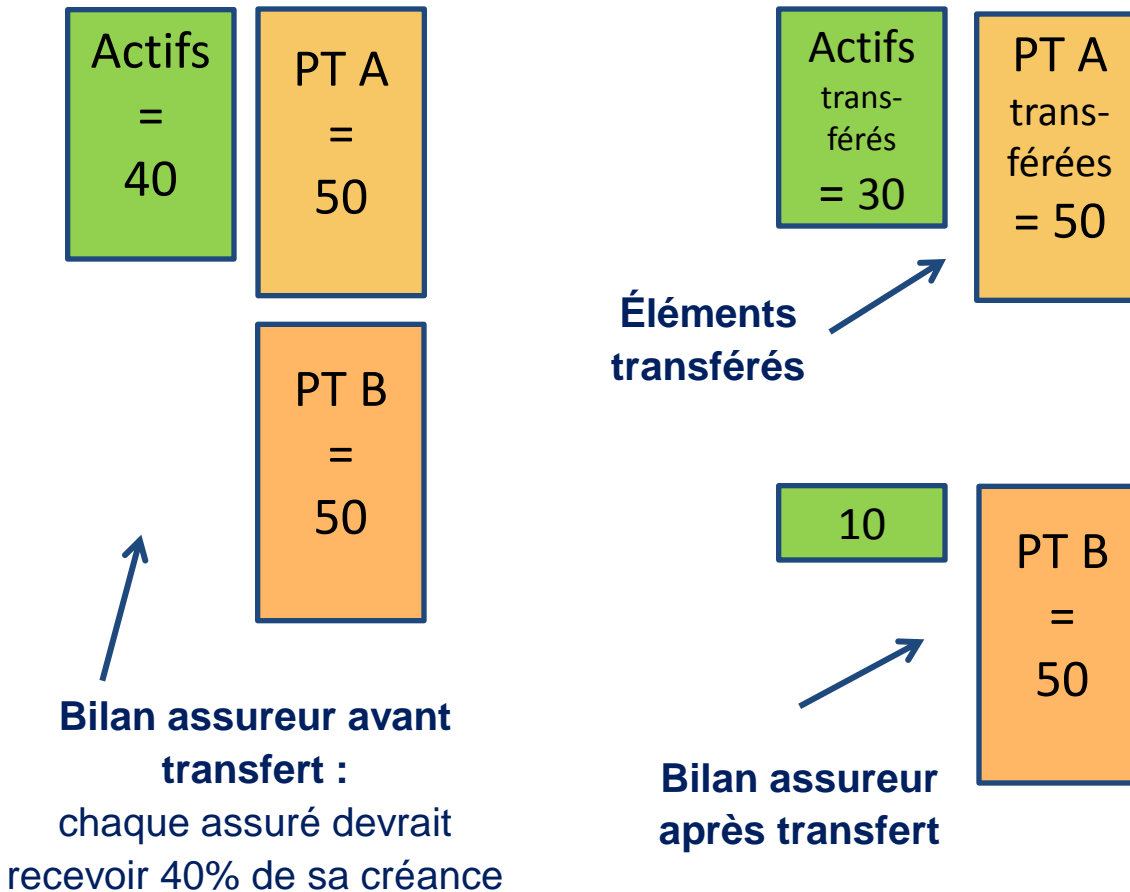 Actifs
=
40
PT A
=
50
PT B
=
50
Bilan assureur avant
transfert :
chaque assuré devrait
recevoir 40% de sa créance
Actifs
trans-
férés
= 30
PT A
trans-
férées
= 50
Éléments
transférés
10
PT B
=
50
Bilan assureur
après transfert